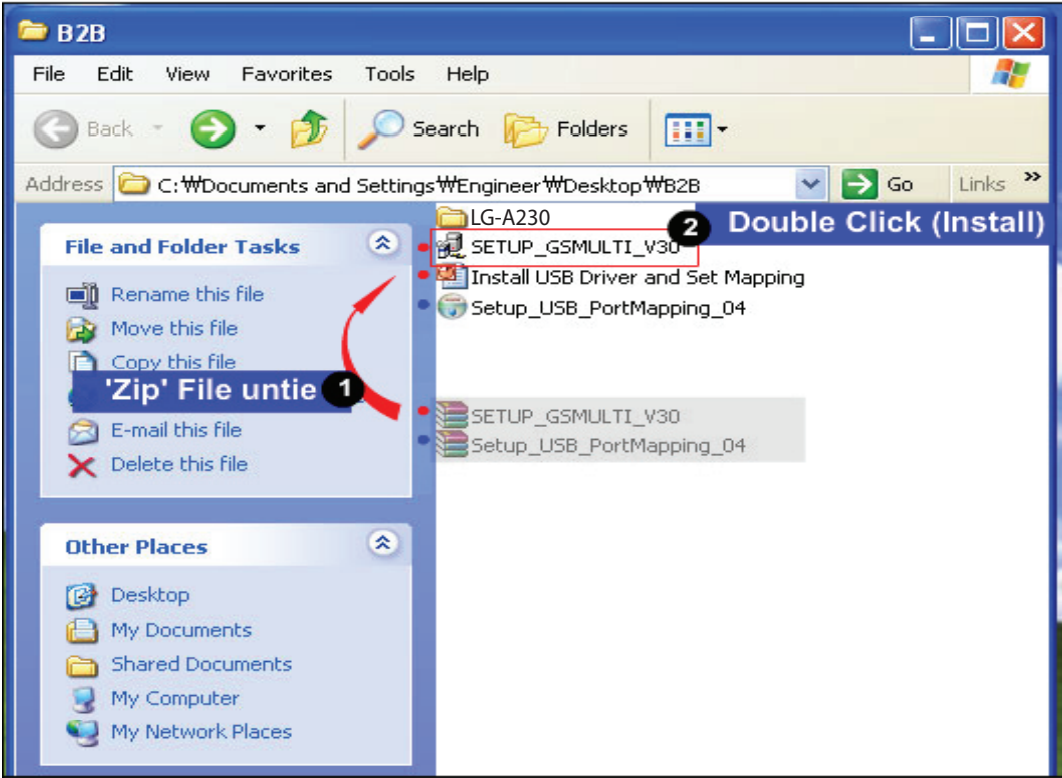 B2B
File Edit View Favorites Tools Help
Back Search Folders
Address C:₩Documents and Settings₩Engineer₩Desktop₩B2B Go Links »
LG-A230
2 Double Click (Install)
SETUP_GSMULTI_V30
Install USB Driver and Set Mapping
Setup_USB_PortMapping_04
File and Folder Tasks
Rename this file
Move this file
Copy this file
'Zip' File untie 1
E-mail this file
Delete this file
SETUP_GSMULTI_V30
Setup_USB_PortMapping_04
Other Places
Desktop
My Documents
Shared Documents
My Computer
My Network Places